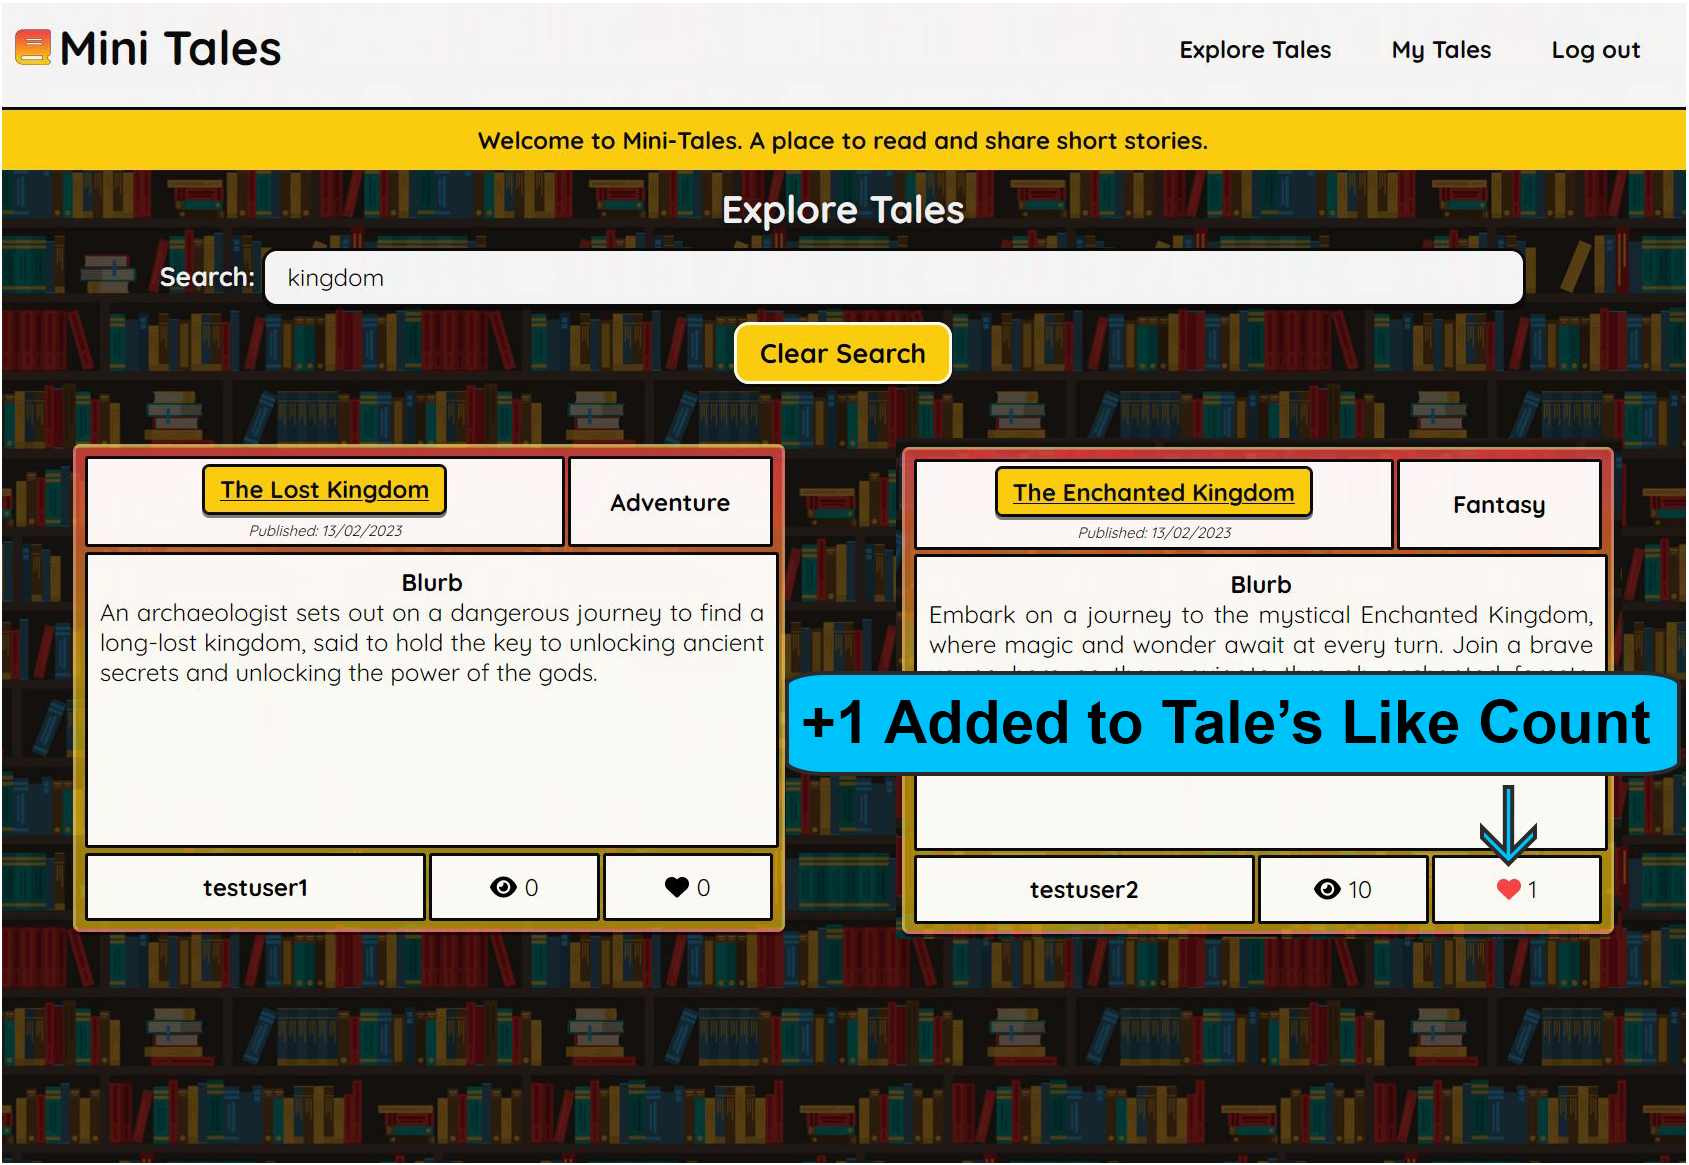 Mini Tales
Explore Tales
My Tales
Log out
Welcome to Mini-Tales. A place to read and share short stories.
Explore Tales
Search:
kingdom
Clear Search
The Lost Kingdom
Published: 13/02/2023
Adventure
Blurb
An archaeologist sets out on a dangerous journey to find a
long-lost kingdom, said to hold the key to unlocking ancient
secrets and unlocking the power of the gods.
testuser1
0
0
The Enchanted Kingdom
Published: 13/02/2023
Fantasy
Blurb
Embark on a journey to the mystical Enchanted Kingdom,
where magic and wonder await at every turn. Join a brave
+1 Added to Tale’s Like Count
testuser2
10
1